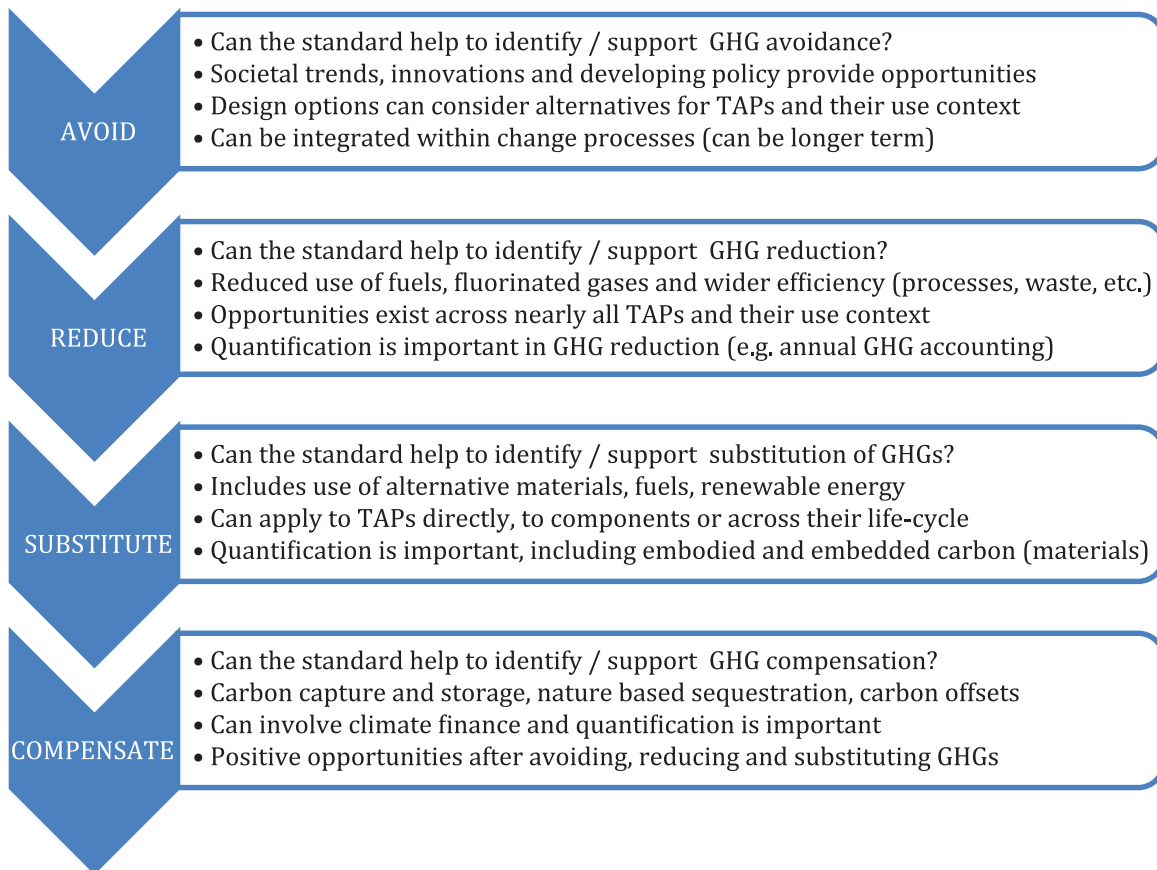 AVOID
• Can the standard help to identify / support GHG avoidance?
• Societal trends, innovations and developing policy provide opportunities
• Design options can consider alternatives for TAPs and their use context
• Can be integrated within change processes (can be longer term)
REDUCE
• Can the standard help to identify / support GHG reduction?
• Reduced use of fuels, fluorinated gases and wider efficiency (processes, waste, etc.)
• Opportunities exist across nearly all TAPs and their use context
• Quantification is important in GHG reduction (e.g. annual GHG accounting)
SUBSTITUTE
• Can the standard help to identify / support substitution of GHGs?
• Includes use of alternative materials, fuels, renewable energy
• Can apply to TAPs directly, to components or across their life-cycle
• Quantification is important, including embodied and embedded carbon (materials)
COMPENSATE
• Can the standard help to identify / support GHG compensation?
• Carbon capture and storage, nature based sequestration, carbon offsets
• Can involve climate finance and quantification is important
• Positive opportunities after avoiding, reducing and substituting GHGs